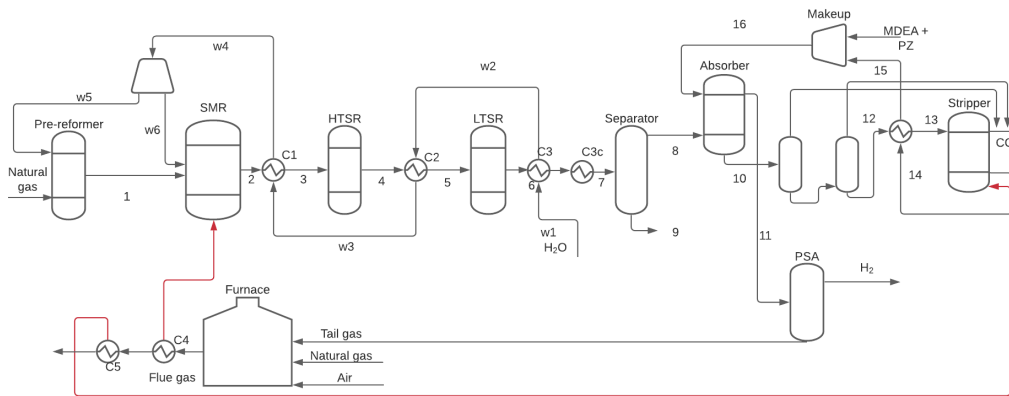 16
Makeup
MDEA +
PZ
w4
w2
Absorber
15
w5
SMR
Stripper
Pre-reformer
HTSR
LTSR
Separator
w6
12
13
CC
C1
C2
C3
C3c
8
Natural
gas
1
2
3
4
5
6
7
10
14
w3
w1
H2O
9
11
PSA
H2
Furnace
C4
Tail gas
C5
Natural gas
Flue gas
Air